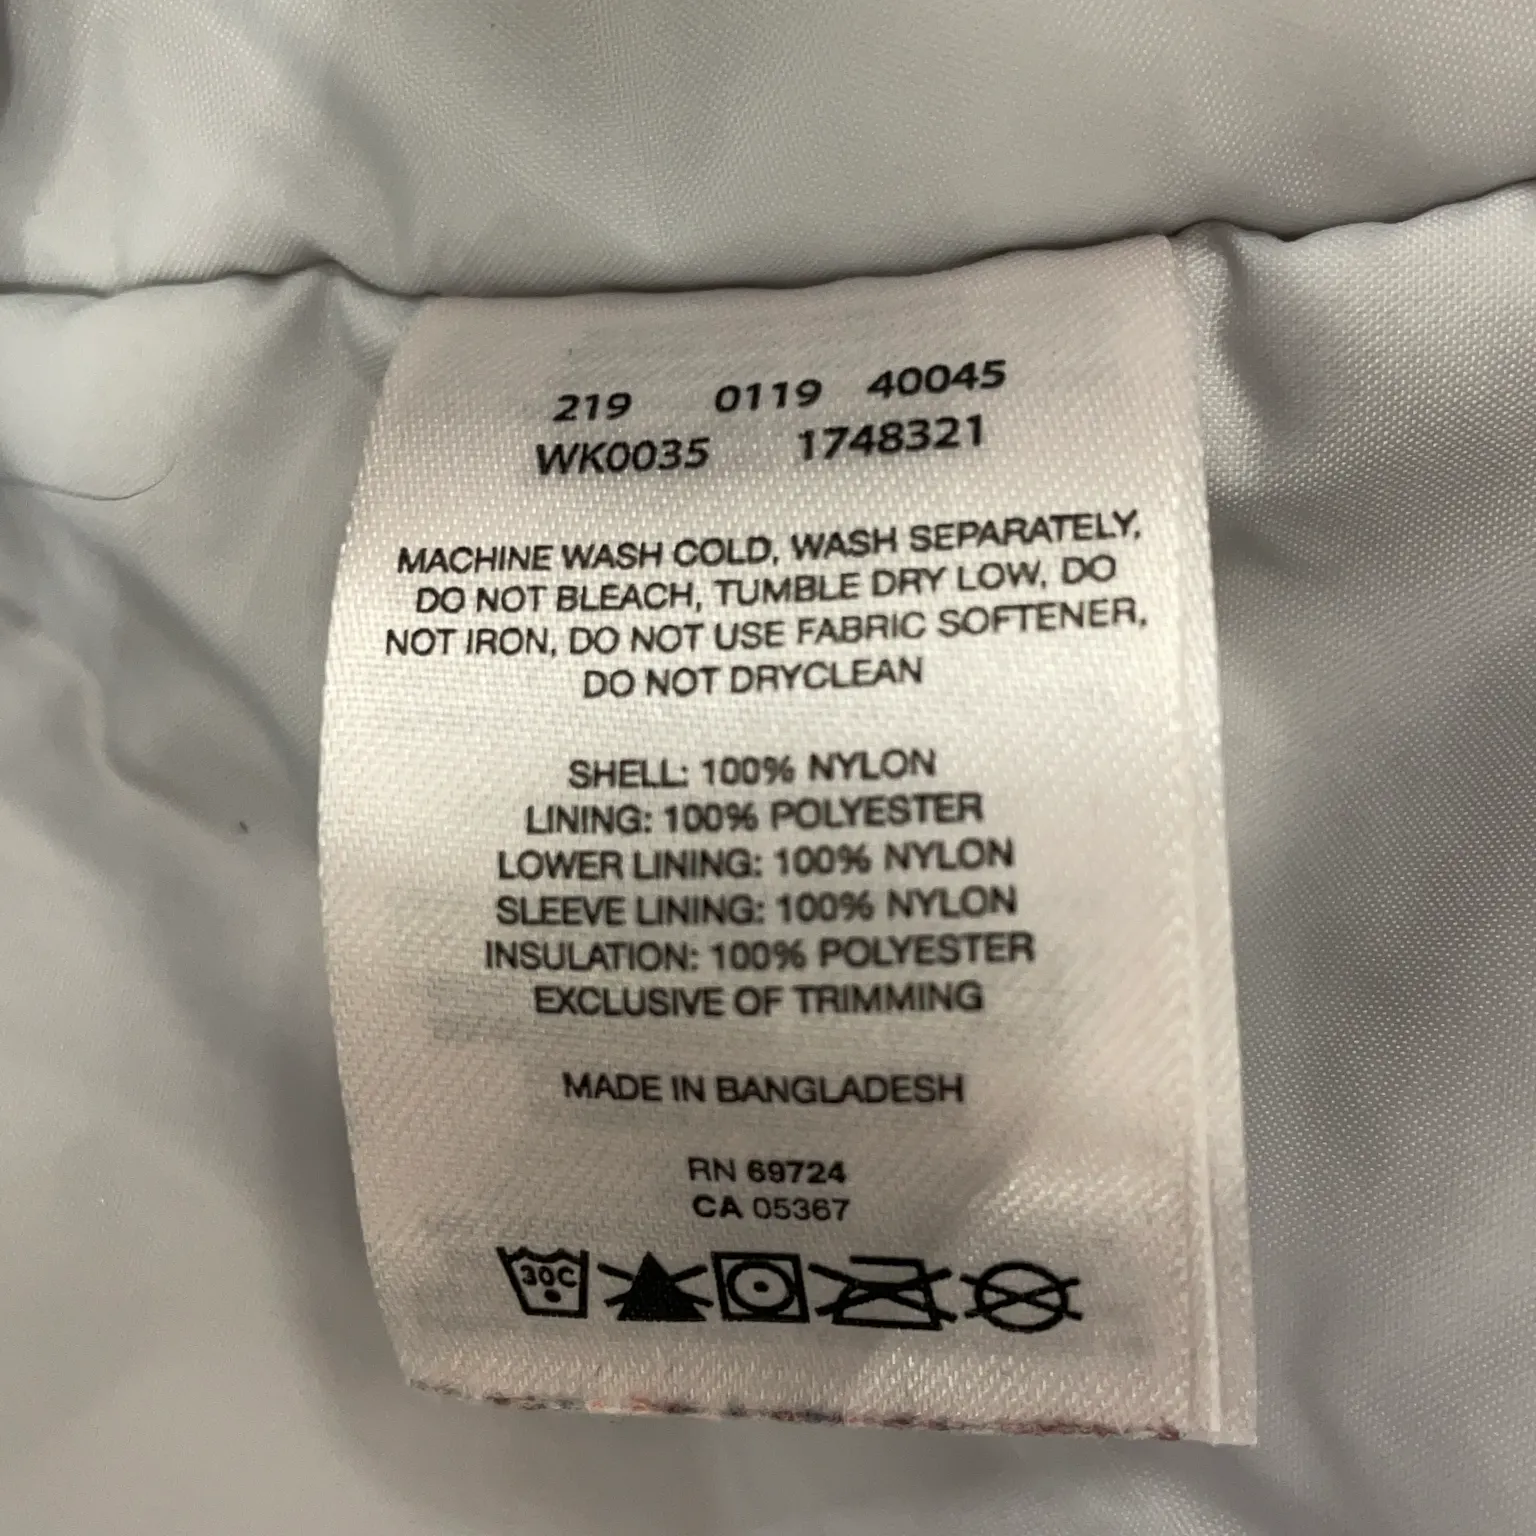 219 0119 40045
WK0035 1748321
MACHINE WASH COLD, WASH SEPARATELY,
DO NOT BLEACH, TUMBLE DRY LOW, DO
NOT IRON, DO NOT USE FABRIC SOFTENER,
DO NOT DRYCLEAN
SHELL: 100% NYLON
LINING: 100% POLYESTER
LOWER LINING: 100% NYLON
SLEEVE LINING: 100% NYLON
INSULATION: 100% POLYESTER
EXCLUSIVE OF TRIMMING
MADE IN BANGLADESH
RN 69724
CA 05367
30C